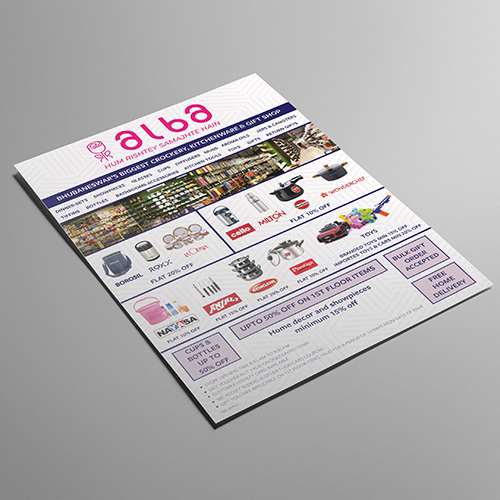 alba
HUM RISHTEY SAMAJHTE HAIN
BHUBANESWAR'S BIGGEST CROCKERY, KITCHENWARE & GIFT SHOP
DINNER-SETS SHOWPIECES GLASSES CUPS DIFFUSERS MUGS AROMA OILS JARS & CANISTERS
TIFFINS BOTTLES BATHROOM ACCESSORIES KITCHEN TOOLS TOYS GIFTS RETURN GIFTS
BOROSIL ROXX
FLAT 20% OFF
cello MILTON
FLAT 10% OFF
WONDERCHEF
NAYASA
FLAT 10% OFF
FLAT 15% OFF
FLAT 20% OFF
Prestige
FLAT 10% OFF
TOYS
BRANDED TOYS MIN 15% OFF
IMPORTED TOYS & CARS MIN 20% OFF
CUPS &
BOTTLES
UP TO
50% OFF
UPTO 50% OFF ON 1ST FLOOR ITEMS
Home decor and showpieces
minimum 15% off
BULK GIFT
ORDER
ACCEPTED
FREE
HOME
DELIVERY